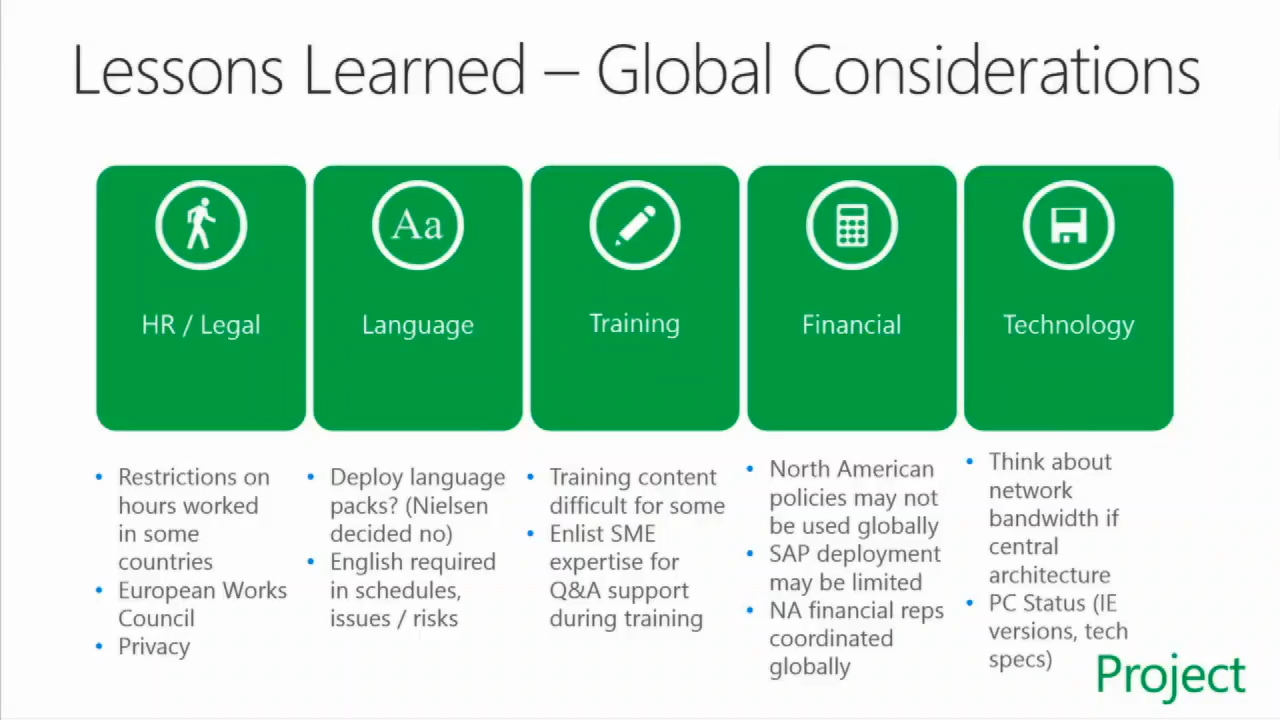 Lessons Learned – Global Considerations
Aa
HR / Legal
Language
Training
Financial
Technology
• Restrictions on
hours worked
in some
countries
• European Works
Council
• Privacy
• Deploy language
packs? (Nielsen
decided no)
• English required
in schedules,
issues / risks
• Training content
difficult for some
• Enlist SME
expertise for
Q&A support
during training
• North American
policies may not
be used globally
• SAP deployment
may be limited
• NA financial reps
coordinated
globally
• Think about
network
bandwidth if
central
architecture
• PC Status (IE
versions, tech
specs)
Project